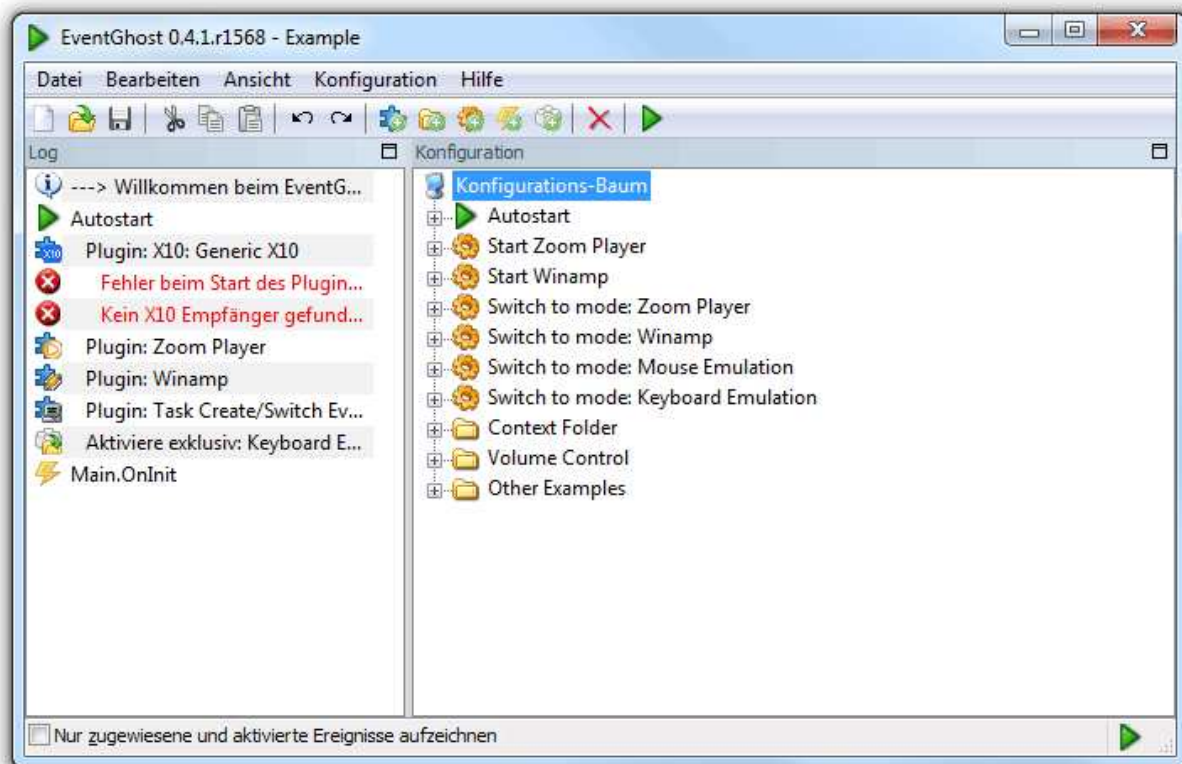 EventGhost 0.4.1.r1568 - Example
Datei Bearbeiten Ansicht Konfiguration Hilfe
Log
---> Willkommen beim EventG...
Autostart
X10
Plugin: X10: Generic X10
Fehler beim Start des Plugin...
Kein X10 Empfänger gefund...
Plugin: Zoom Player
Plugin: Winamp
Plugin: Task Create/Switch Ev...
Aktiviere exklusiv: Keyboard E...
Main.OnInit
Konfiguration
Konfigurations-Baum
Autostart
Start Zoom Player
Start Winamp
Switch to mode: Zoom Player
Switch to mode: Winamp
Switch to mode: Mouse Emulation
Switch to mode: Keyboard Emulation
Context Folder
Volume Control
Other Examples
Nur zugewiesene und aktivierte Ereignisse aufzeichnen